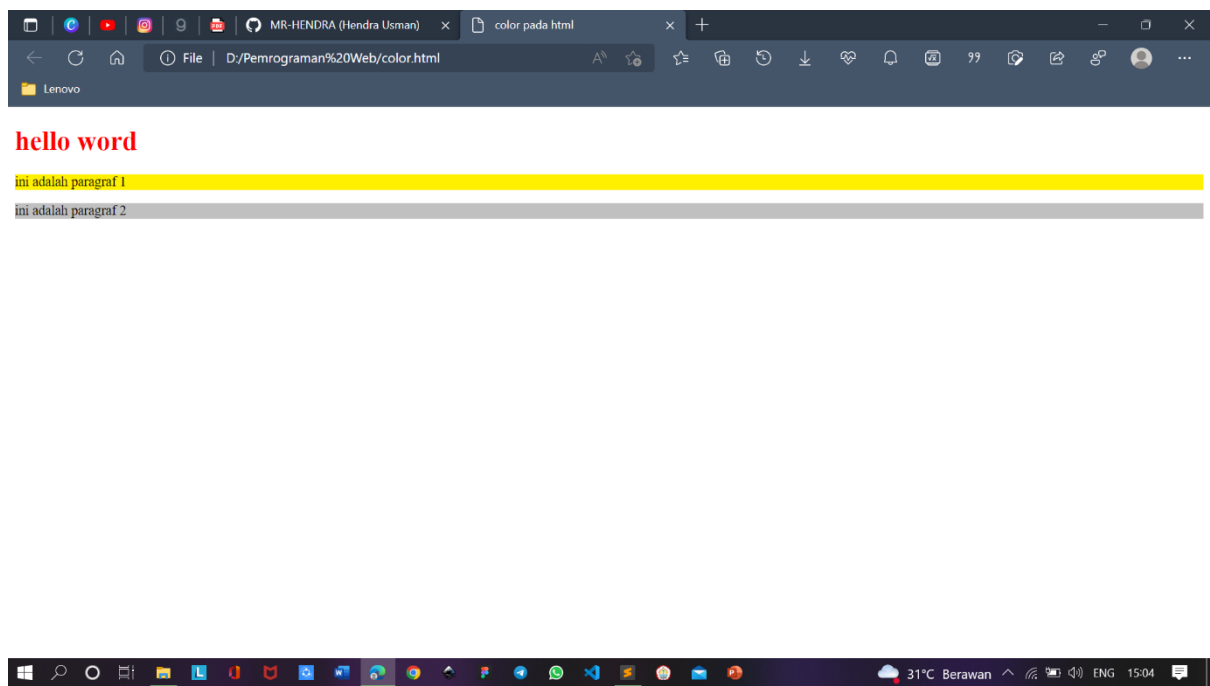 MR-HENDRA (Hendra Usman)
color pada html
File
D:/Pemrograman%20Web/color.html
Lenovo
hello word
ini adalah paragraf 1
ini adalah paragraf 2
31°C Berawan
ENG
15:04